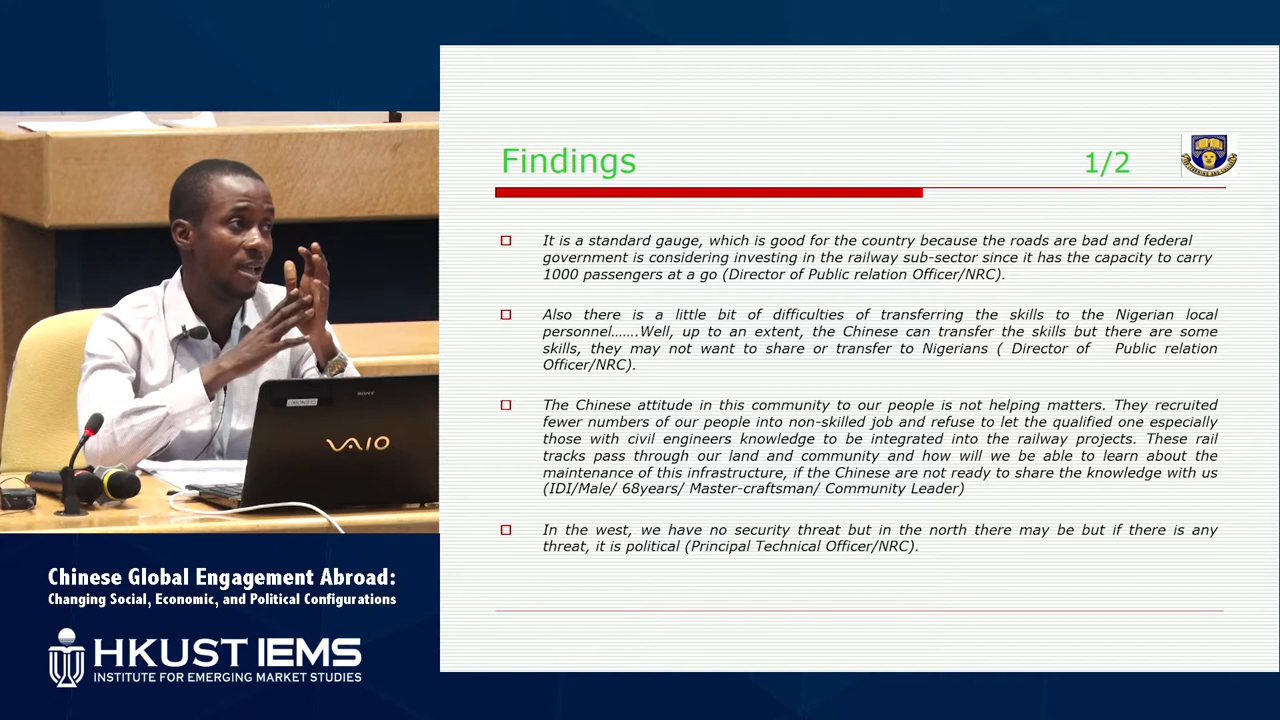 Findings
1/2
It is a standard gauge, which is good for the country because the roads are bad and federal
government is considering investing in the railway sub-sector since it has the capacity to carry
1000 passengers at a go (Director of Public relation Officer/NRC).
Also there is a little bit of difficulties of transferring the skills to the Nigerian local
personnel…….Well, up to an extent, the Chinese can transfer the skills but there are some
skills, they may not want to share or transfer to Nigerians ( Director of Public relation
Officer/NRC).
The Chinese attitude in this community to our people is not helping matters. They recruited
fewer numbers of our people into non-skilled job and refuse to let the qualified one especially
those with civil engineers knowledge to be integrated into the railway projects. These rail
tracks pass through our land and community and how will we be able to learn about the
maintenance of this infrastructure, if the Chinese are not ready to share the knowledge with us
(IDI/Male/ 68years/ Master-craftsman/ Community Leader)
In the west, we have no security threat but in the north there may be but if there is any
threat, it is political (Principal Technical Officer/NRC).
SONY
VAIO
Chinese Global Engagement Abroad:
Changing Social, Economic, and Political Configurations
HKUST IEMS
INSTITUTE FOR EMERGING MARKET STUDIES